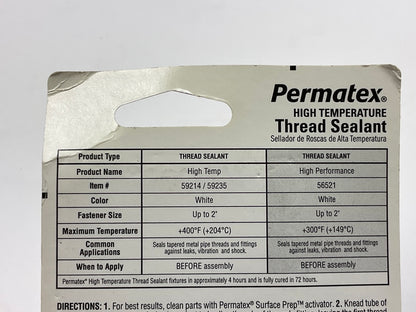 Permatex®
HIGH TEMPERATURE
Thread Sealant
Sellador de Roscas de Alta Temperatura
Product Type THREAD SEALANT THREAD SEALANT
Product Name High Temp High Performance
Item # 59214 / 59235 56521
Color White White
Fastener Size Up to 2" Up to 2"
Maximum Temperature +400°F (+204°C) +300°F (+149°C)
Common Seals tapered metal pipe threads and fittings Seals tapered metal pipe threads and fittings
Applications against leaks, vibration and shock. against leaks, vibration and shock.
When to Apply BEFORE assembly BEFORE assembly
Permatex® High Temperature Thread Sealant fixtures in approximately 4 hours and is fully cured in 72 hours.
DIRECTIONS: 1. For best results, clean parts with Permatex® Surface Prep™ activator. 2. Knead tube of